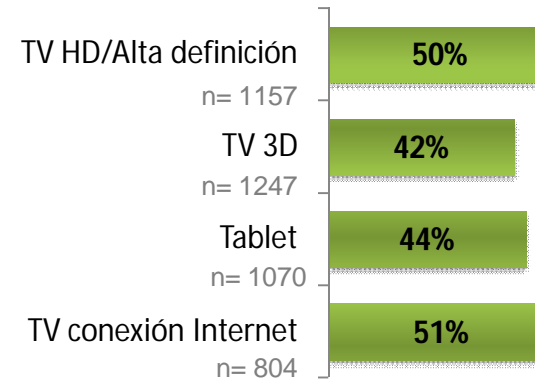 TV HD/Alta definición 50%
n= 1157
TV 3D 42%
n= 1247
Tablet 44%
n= 1070
TV conexión Internet 51%
n= 804